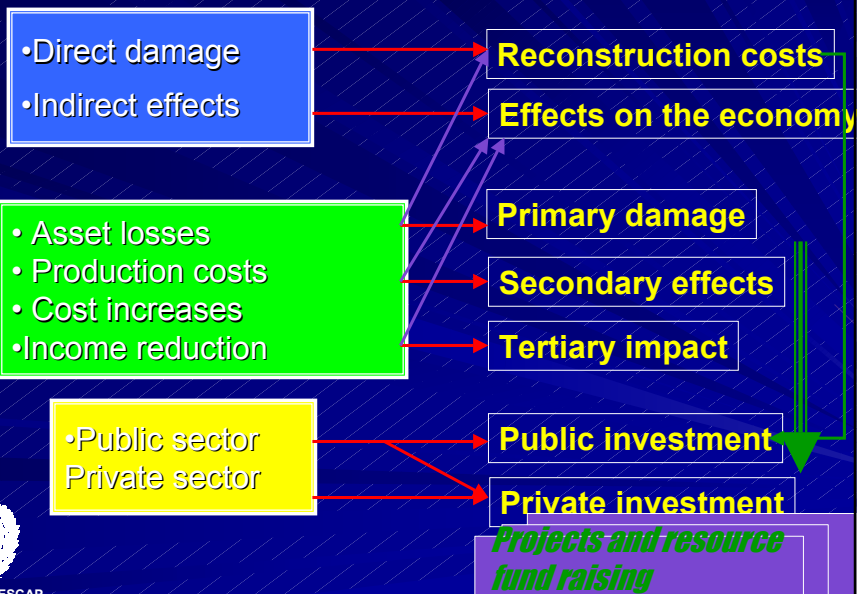 •Direct damage
•Indirect effects
Reconstruction costs
Effects on the economy
• Asset losses
• Production costs
• Cost increases
•Income reduction
Primary damage
Secondary effects
Tertiary impact
•Public sector
Private sector
Public investment
Private investment
Projects and resource
fund raising
ESCAP